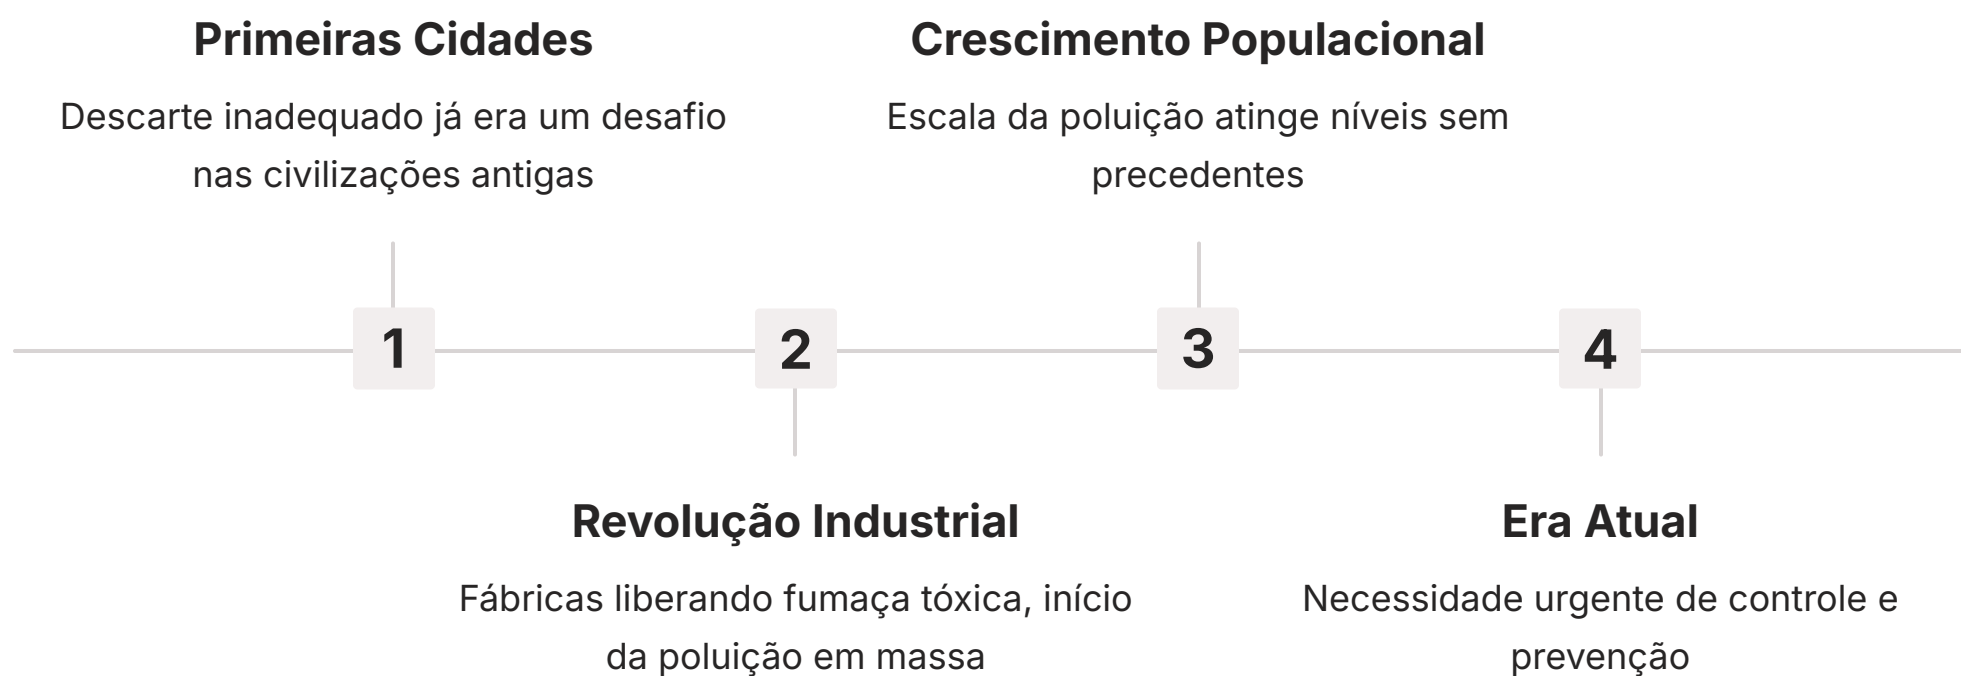 Primeiras Cidades
Descarte inadequado já era um desafio
nas civilizações antigas
Crescimento Populacional
Escala da poluição atinge níveis sem
precedentes
1
2
3
4
Revolução Industrial
Fábricas liberando fumaça tóxica, início
da poluição em massa
Era Atual
Necessidade urgente de controle e
prevenção